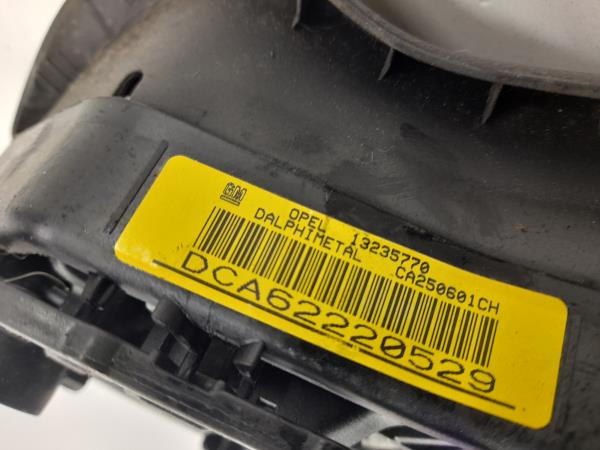 GM
OPEL 13235770
DALPHIMETAL CA250601CH
DCA62220529